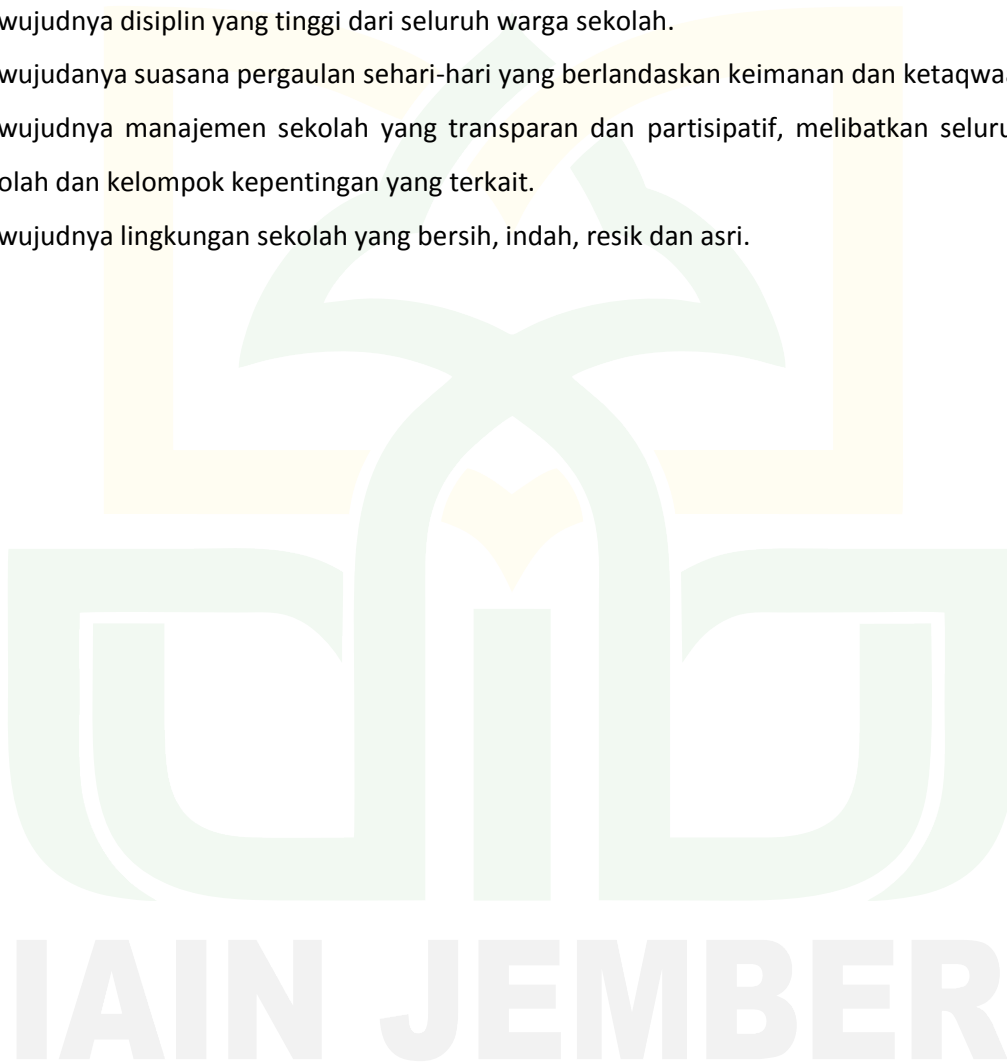 wujudnya disiplin yang tinggi dari seluruh warga sekolah.
wujudanya suasana pergaulan sehari-hari yang berlandaskan keimanan dan ketaqwaa
wujudnya manajemen sekolah yang transparan dan partisipatif, melibatkan seluru
olah dan kelompok kepentingan yang terkait.
wujudnya lingkungan sekolah yang bersih, indah, resik dan asri.
IAIN JEMBER